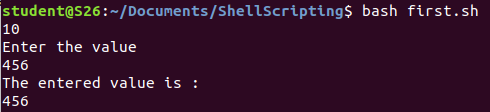 student@S26:~/Documents/ShellScripting$ bash first.sh
10
Enter the value
456
The entered value is :
456